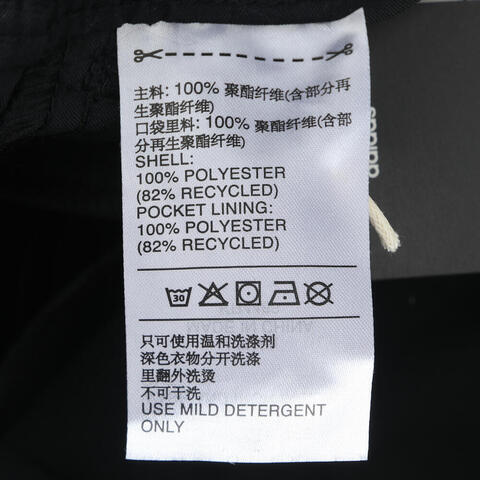 主料: 100% 聚酯纤维(含部分再
生聚酯纤维)
口袋里料: 100% 聚酯纤维(含部
分再生聚酯纤维)
SHELL:
100% POLYESTER
(82% RECYCLED)
POCKET LINING:
100% POLYESTER
(82% RECYCLED)
30
MADE IN CHINA
只可使用温和洗涤剂
深色衣物分开洗涤
里翻外洗烫
不可干洗
USE MILD DETERGENT
ONLY
adidas